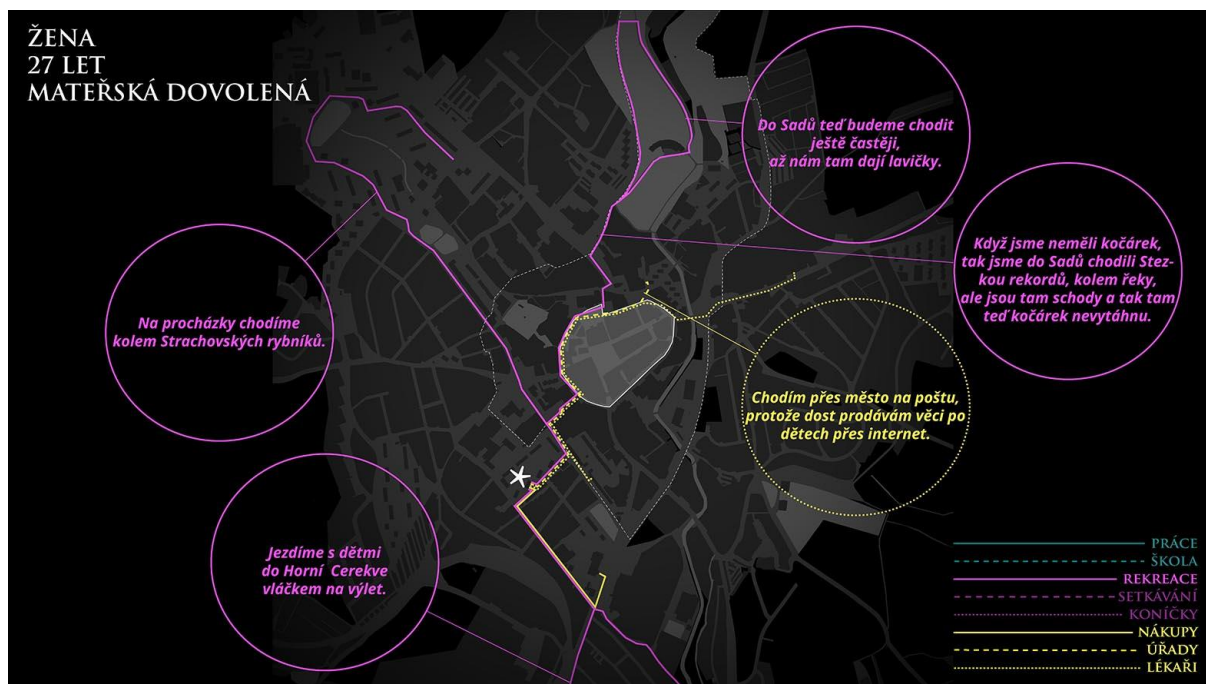 ŽENA
27 LET
MATEŘSKÁ DOVOLENÁ
Do Sadů teď budeme chodit
ještě častěji,
až nám tam dají lavičky.
Když jsme neměli kočárek,
tak jsme do Sadů chodili Stez-
kou rekordů, kolem řeky,
ale jsou tam schody a tak tam
teď kočárek nevytáhnu.
Na procházky chodíme
kolem Strachovských rybníků.
Chodím přes město na poštu,
protože dost prodávám věci po
dětech přes internet.
Jezdíme s dětmi
do Horní Cerekve
vláčkem na výlet.
PRÁCE
ŠKOLA
REKREACE
SETKÁVÁNÍ
KONÍČKY
NÁKUPY
ÚŘADY
LÉKAŘI